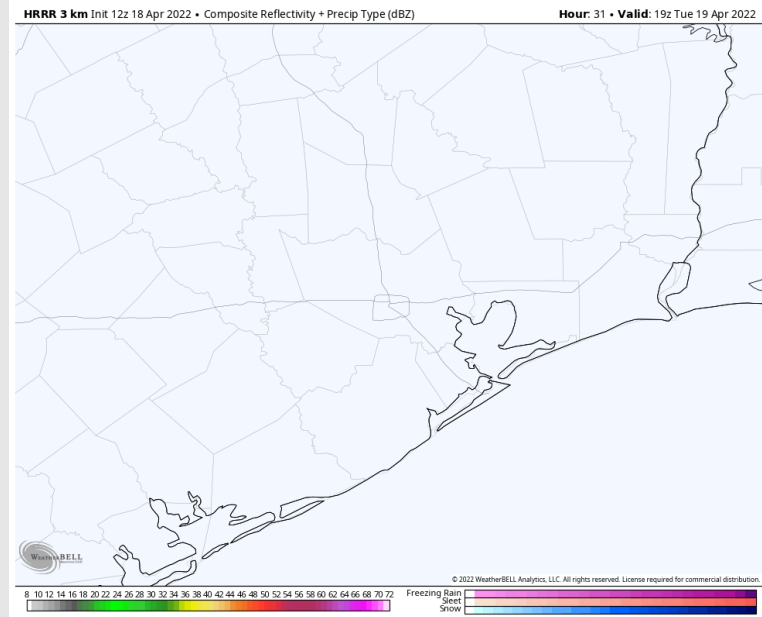 HRRR 3 km Init 12z 18 Apr 2022 • Composite Reflectivity + Precip Type (dBZ) Hour: 31 • Valid: 19z Tue 19 Apr 2022
WEATHERBELL
© 2022 WeatherBELL Analytics, LLC. All rights reserved. License required for commercial distribution.
8 10 12 14 16 18 20 22 24 26 28 30 32 34 36 38 40 42 44 46 48 50 52 54 56 58 60 62 64 66 68 70 72
Freezing Rain
Sleet
Snow